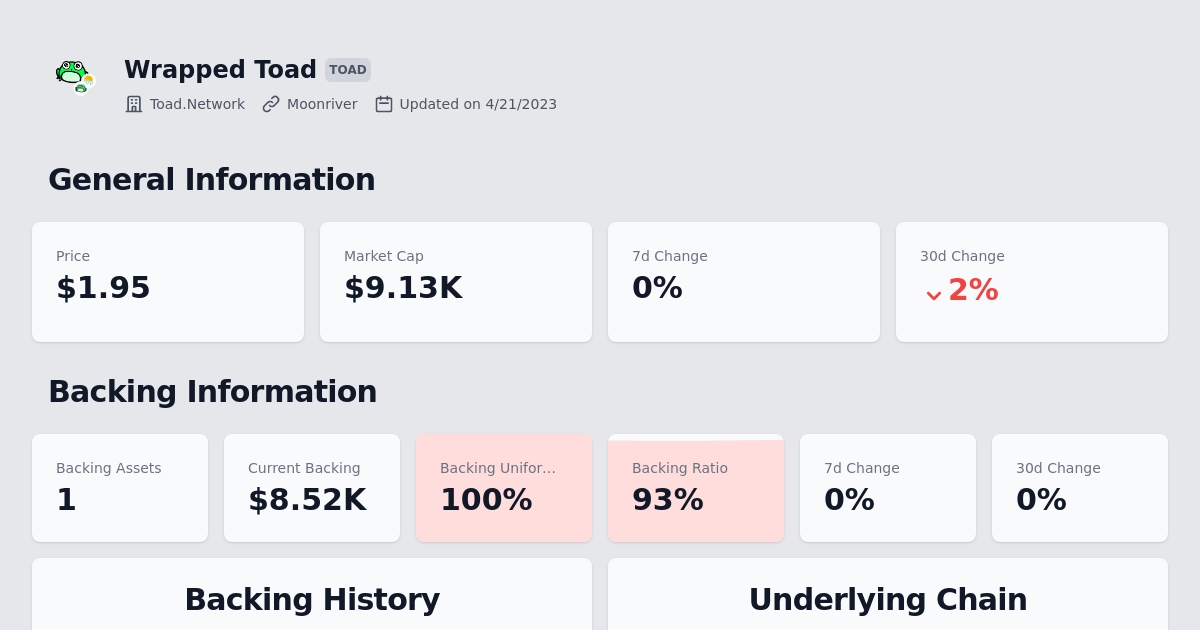 Wrapped Toad TOAD
Toad.Network Moonriver Updated on 4/21/2023
General Information
Price Market Cap 7d Change 30d Change
$1.95 $9.13K 0% 2%
Backing Information
Backing Assets Current Backing Backing Unifor... Backing Ratio 7d Change 30d Change
1 $8.52K 100% 93% 0% 0%
Backing History Underlying Chain